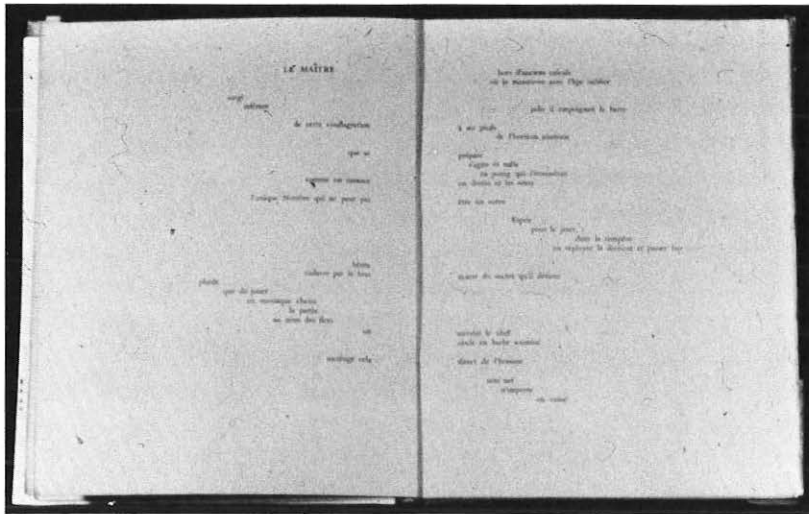 LE MAÎTRE
surgi
inférant
de cette conflagration
que se
comme on menace
l'unique Nombre qui ne peut pas
hésite
cadavre par le bras
plutôt
que de jouer
en maniaque chenu
la partie
au nom des flots
un
naufrage cela
hors d'anciens calculs
où la manœuvre avec l'âge oubliée
jadis il empoignait la barre
à ses pieds
de l'horizon unanime
prépare
s'agite et mêle
au poing qui l'étreindrait
un destin et les vents
être un autre
Esprit
pour le jeter
dans la tempête
en reployer la division et passer fier
écarté du secret qu'il détient
envahit le chef
coule en barbe soumise
direct de l'homme
sans nef
n'importe
où vaine